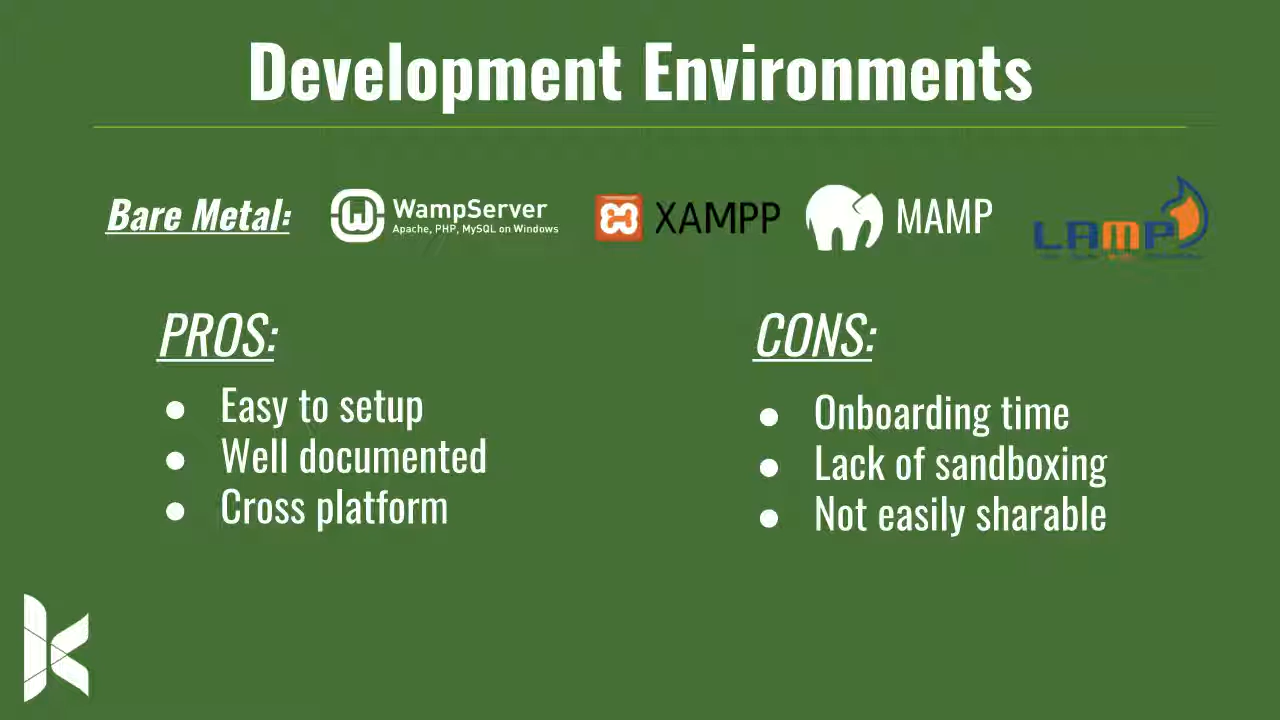 Development Environments
Bare Metal:
WampServer
Apache, PHP, MySQL on Windows
XAMPP
MAMP
LAMP
PROS:
● Easy to setup
● Well documented
● Cross platform
CONS:
● Onboarding time
● Lack of sandboxing
● Not easily sharable